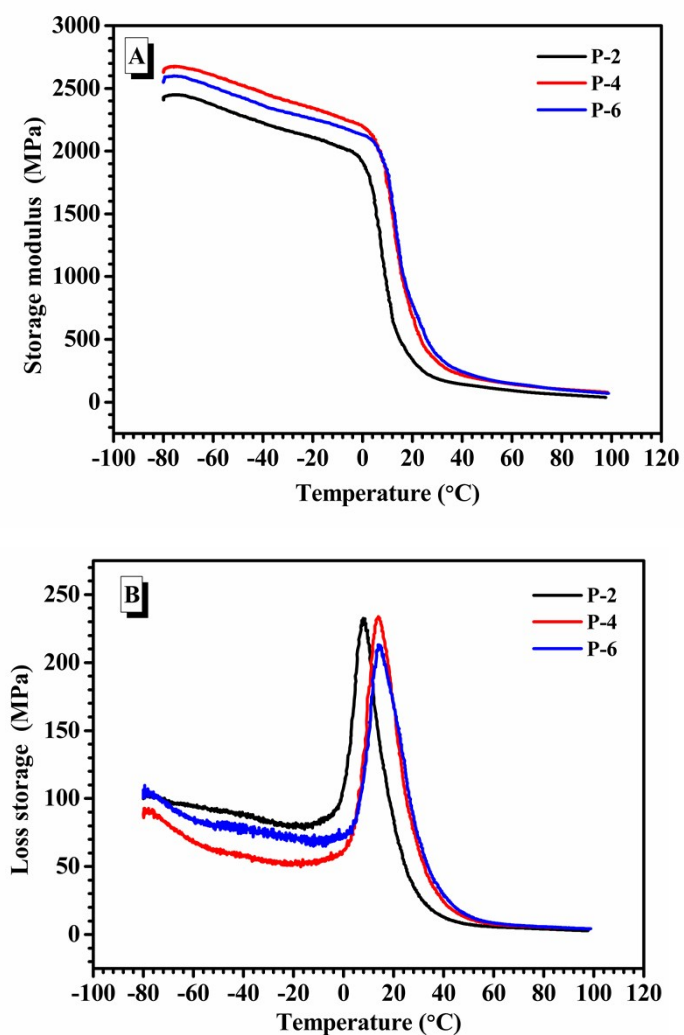 A
P-2
P-4
P-6
3000
2500
2000
1500
1000
500
0
Storage modulus (MPa)
-100 -80 -60 -40 -20 0 20 40 60 80 100 120
Temperature (°C)
B
P-2
P-4
P-6
250
200
150
100
50
0
Loss storage (MPa)
-100 -80 -60 -40 -20 0 20 40 60 80 100 120
Temperature (°C)